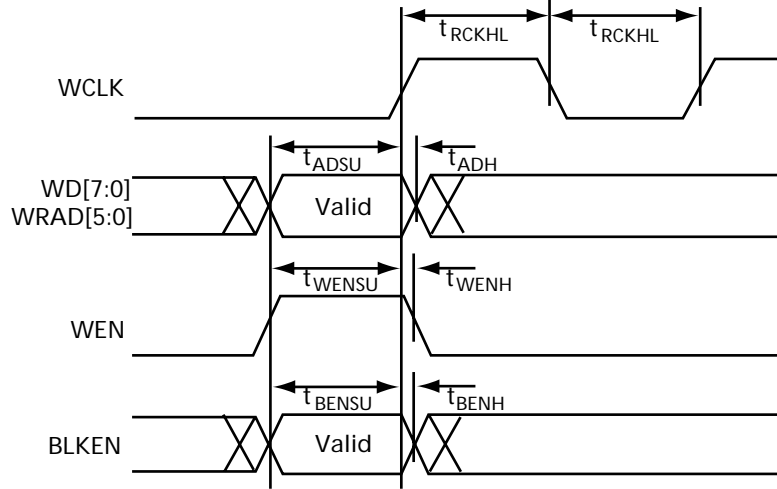 tRCKHL tRCKHL
WCLK
tADSU tADH
WD[7:0]
WRAD[5:0]
Valid
tWENSU tWENH
WEN
tBENSU tBENH
BLKEN
Valid